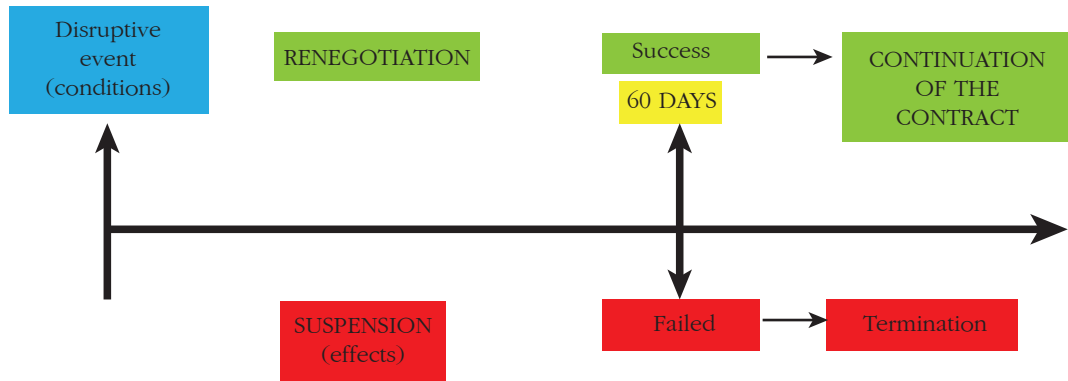 Disruptive
event
(conditions)
RENEGOTIATION
Success
60 DAYS
CONTINUATION
OF THE
CONTRACT
SUSPENSION
(effects)
Failed
Termination